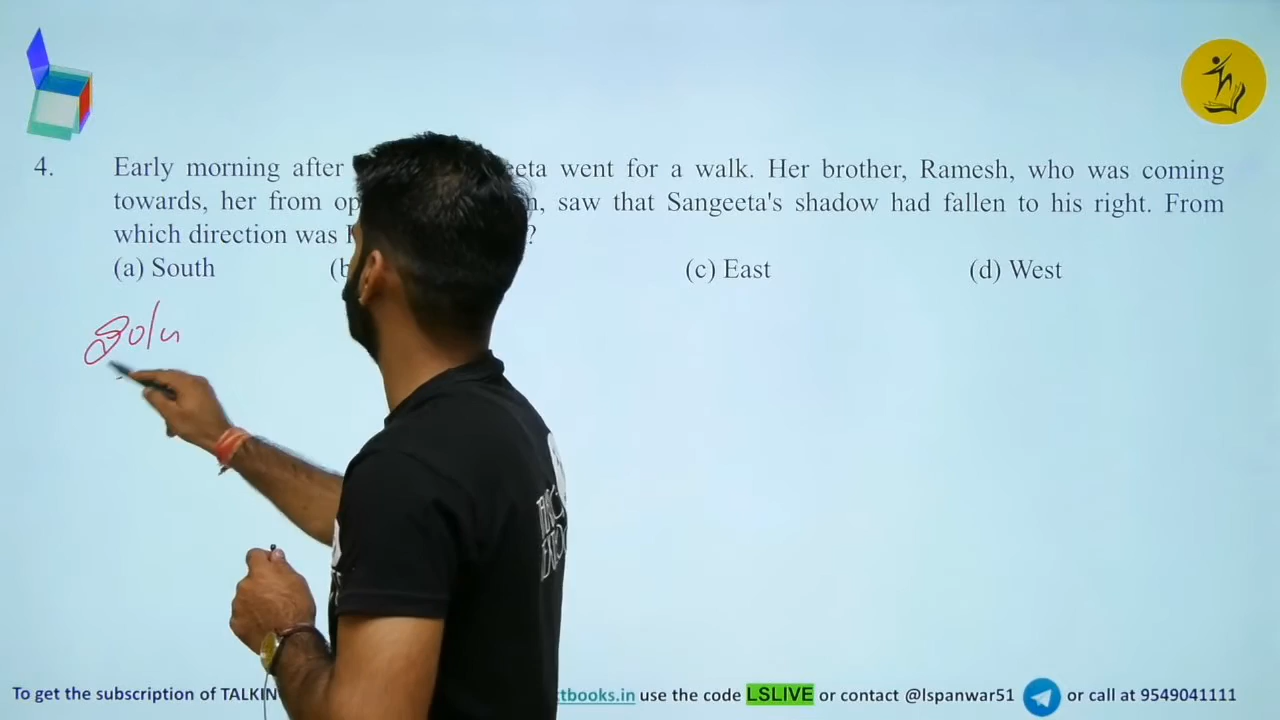 4. Early morning after eeta went for a walk. Her brother, Ramesh, who was coming
towards, her from op n, saw that Sangeeta's shadow had fallen to his right. From
which direction was ?
(a) South (b (c) East (d) West
Soln
To get the subscription of TALKIN tbooks.in use the code LSLIVE or contact @lspanwar51 or call at 9549041111